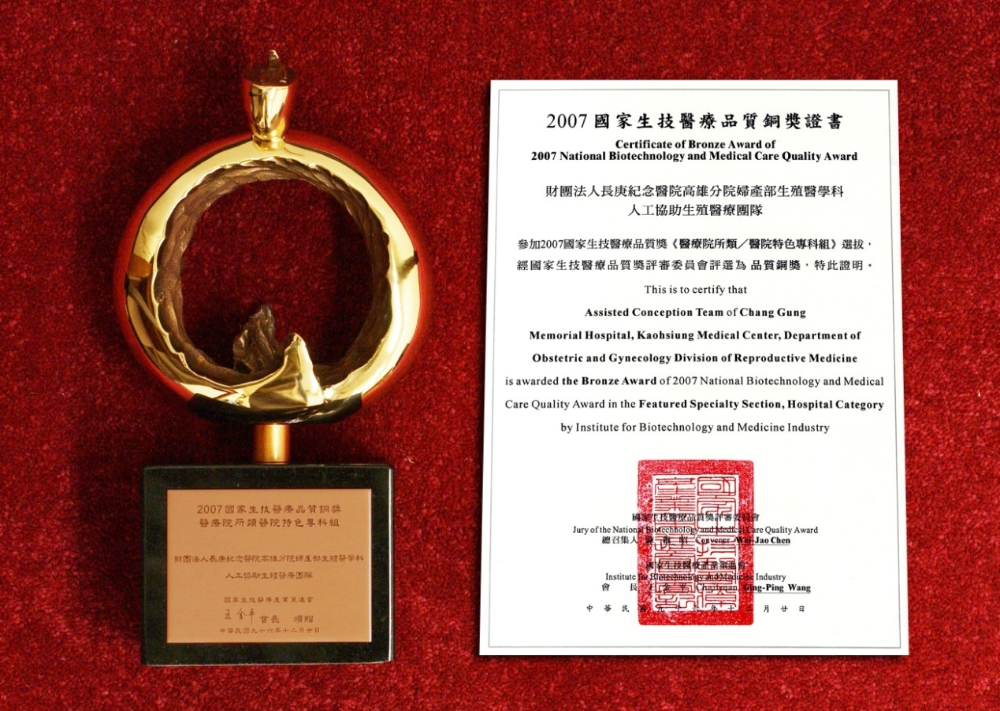 2007國家生技醫療品質銅獎
醫療院所類醫院特色專科組
財團法人長庚紀念醫院高雄分院婦產部生殖醫學科
人工協助生殖醫療團隊
國家生技醫療產業策進會
王金平 會長 頒贈
中華民國九十六年十二月廿日
2007國家生技醫療品質銅獎證書
Certificate of Bronze Award of
2007 National Biotechnology and Medical Care Quality Award
財團法人長庚紀念醫院高雄分院婦產部生殖醫學科
人工協助生殖醫療團隊
參加2007國家生技醫療品質獎《醫療院所類／醫院特色專科組》選拔，
經國家生技醫療品質獎評審委員會評選為 品質銅獎，特此證明。
This is to certify that
Assisted Conception Team of Chang Gung
Memorial Hospital, Kaohsiung Medical Center, Department of
Obstetric and Gynecology Division of Reproductive Medicine
is awarded the Bronze Award of 2007 National Biotechnology and Medical
Care Quality Award in the Featured Specialty Section, Hospital Category
by Institute for Biotechnology and Medicine Industry
國家生技醫療品質獎評審委員會
Jury of the National Biotechnology and Medical Care Quality Award
總召集人 Convener Wei-Jao Chen
國家生技醫療產業策進會
Institute for Biotechnology and Medicine Industry
會 長 王 金 平 Chairman Ging-Ping Wang
中 華 民 國 九 十 六 年 十 二 月 廿 日